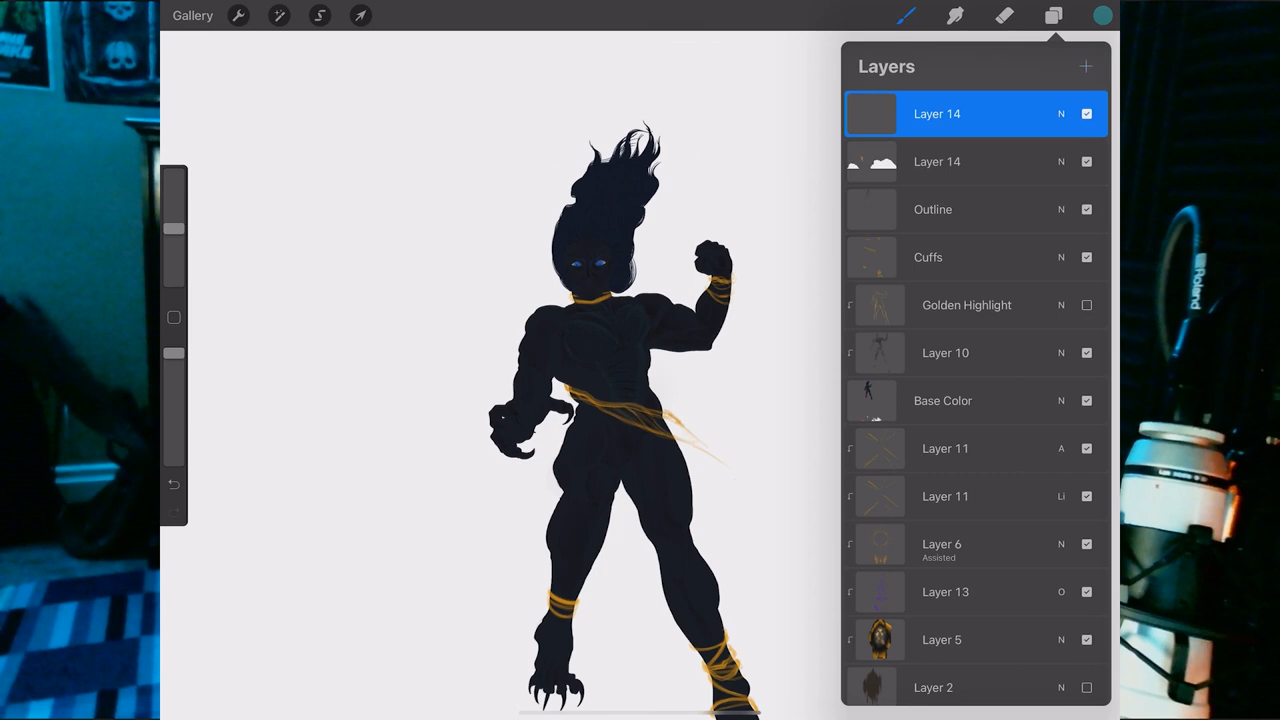 Gallery
Layers
Layer 14 N
Layer 14 N
Outline N
Cuffs N
Golden Highlight N
Layer 10 N
Base Color N
Layer 11 A
Layer 11 Li
Layer 6 N
Assisted
Layer 13 O
Layer 5 N
Layer 2 N
Roland